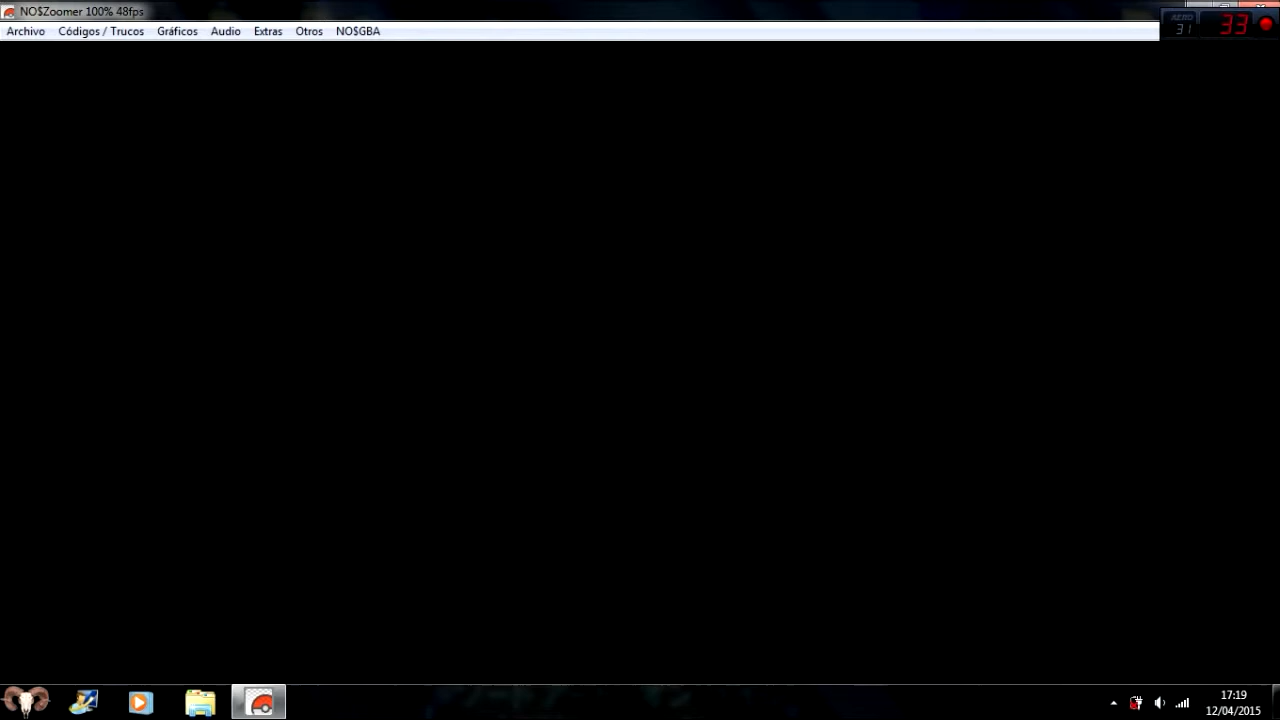 NO$Zoomer 100% 48fps
Archivo Códigos / Trucos Gráficos Audio Extras Otros NO$GBA
31 33
17:19
12/04/2015